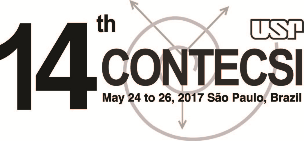 14th
USP
CONTECSI
May 24 to 26, 2017 São Paulo, Brazil